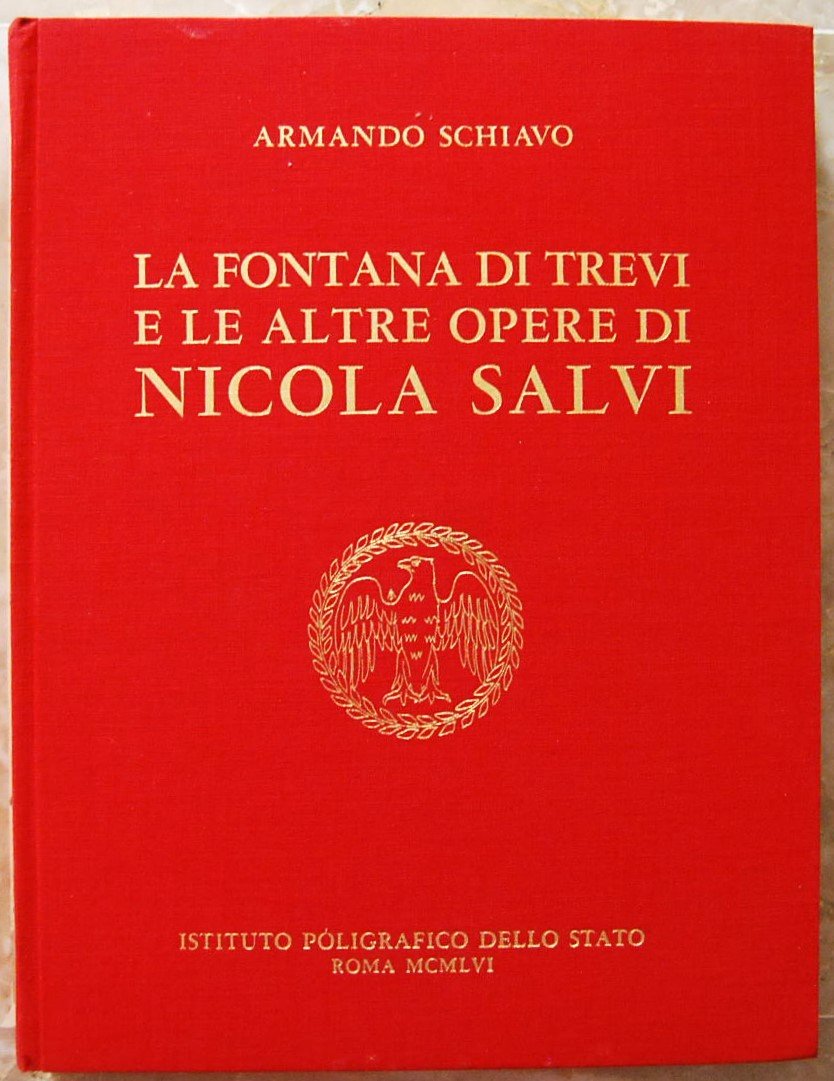 ARMANDO SCHIAVO
LA FONTANA DI TREVI
E LE ALTRE OPERE DI
NICOLA SALVI
ISTITUTO POLIGRAFICO DELLO STATO
ROMA MCMLVI